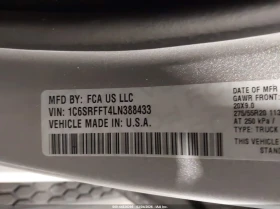 MFD BY: FCA US LLC
VIN: 1C6SRFFT4LN388433
VEHICLE MADE IN: U.S.A.
DATE OF MFR
GAWR FRONT
20X9.0
275/55R20 113
AT 250 kPa /
TYPE: TRUCK
THIS VEHICLE
STAND